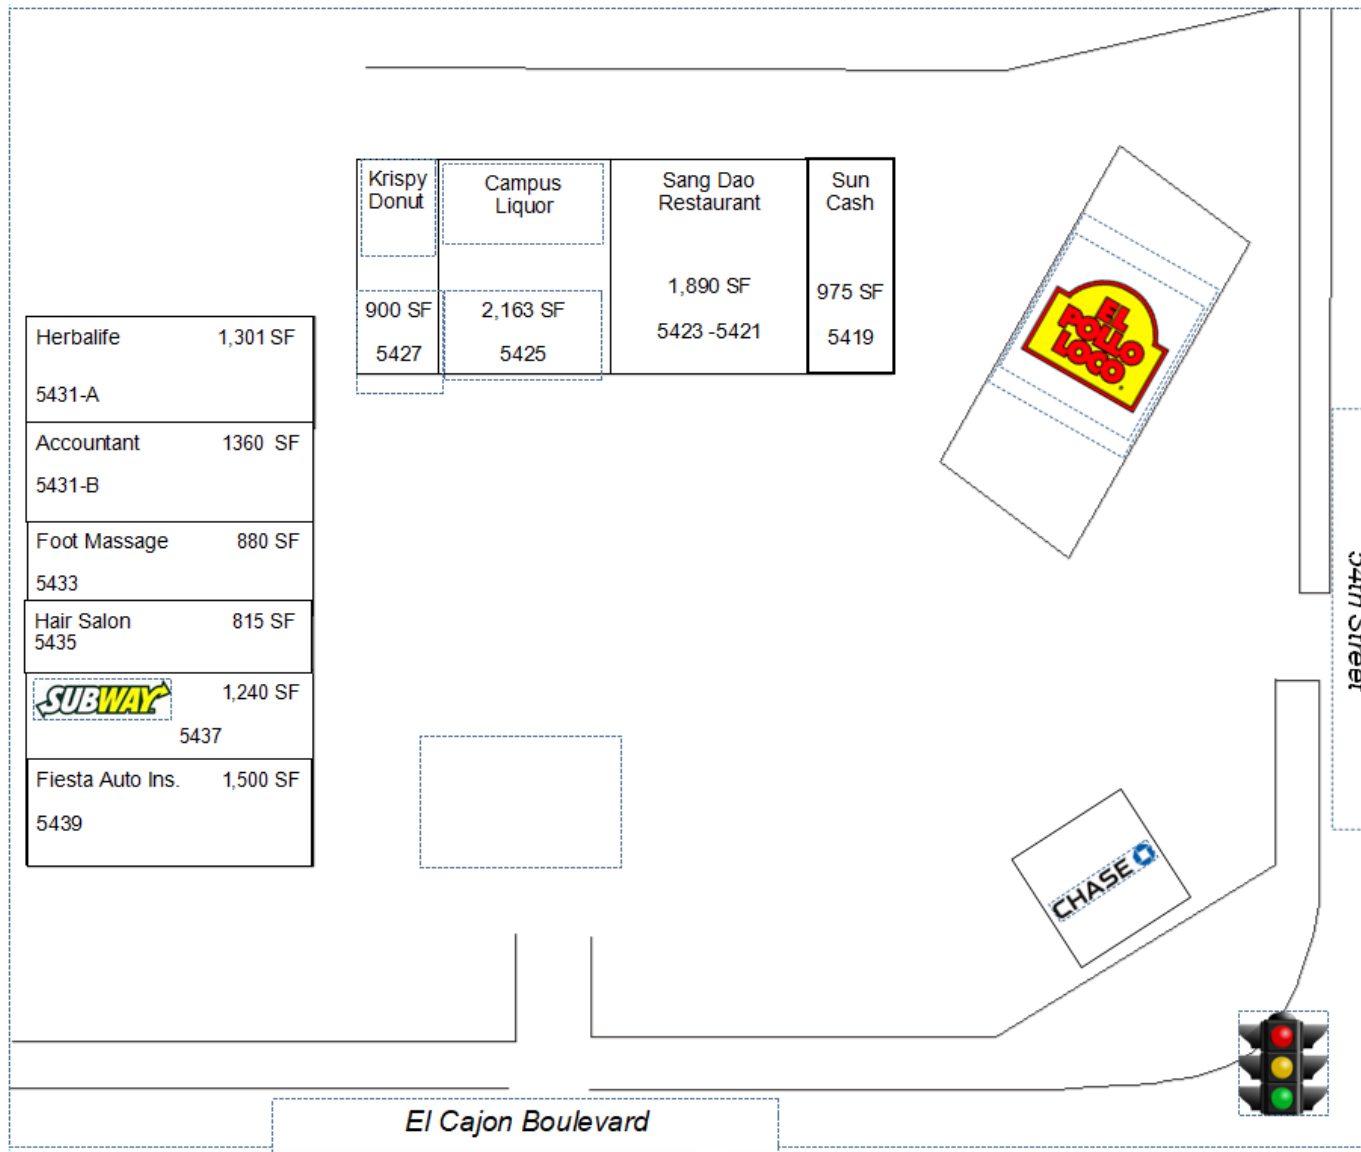 Krispy
Donut
900 SF
5427
Campus
Liquor
2,163 SF
5425
Sang Dao
Restaurant
1,890 SF
5423 -5421
Sun
Cash
975 SF
5419
EL
POLLO
LOCO
Herbalife 1,301 SF
5431-A
Accountant 1360 SF
5431-B
Foot Massage 880 SF
5433
Hair Salon 815 SF
5435
SUBWAY 1,240 SF
5437
Fiesta Auto Ins. 1,500 SF
5439
54th Street
CHASE
El Cajon Boulevard